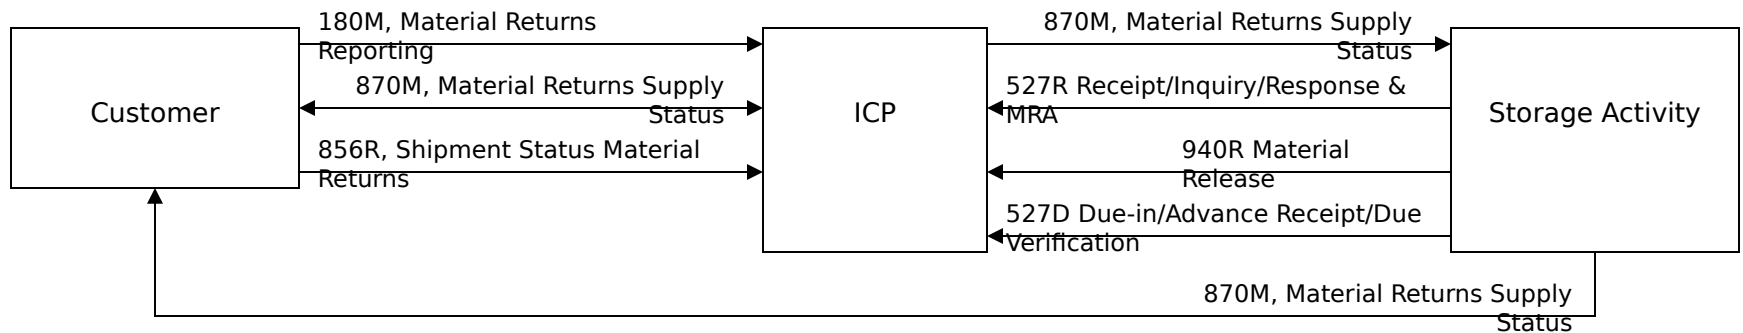 180M, Material Returns
Reporting
870M, Material Returns Supply
Status
870M, Material Returns Supply
Status
527R Receipt/Inquiry/Response &
MRA
Customer
ICP
Storage Activity
856R, Shipment Status Material
Returns
940R Material
Release
527D Due-in/Advance Receipt/Due
Verification
870M, Material Returns Supply
Status